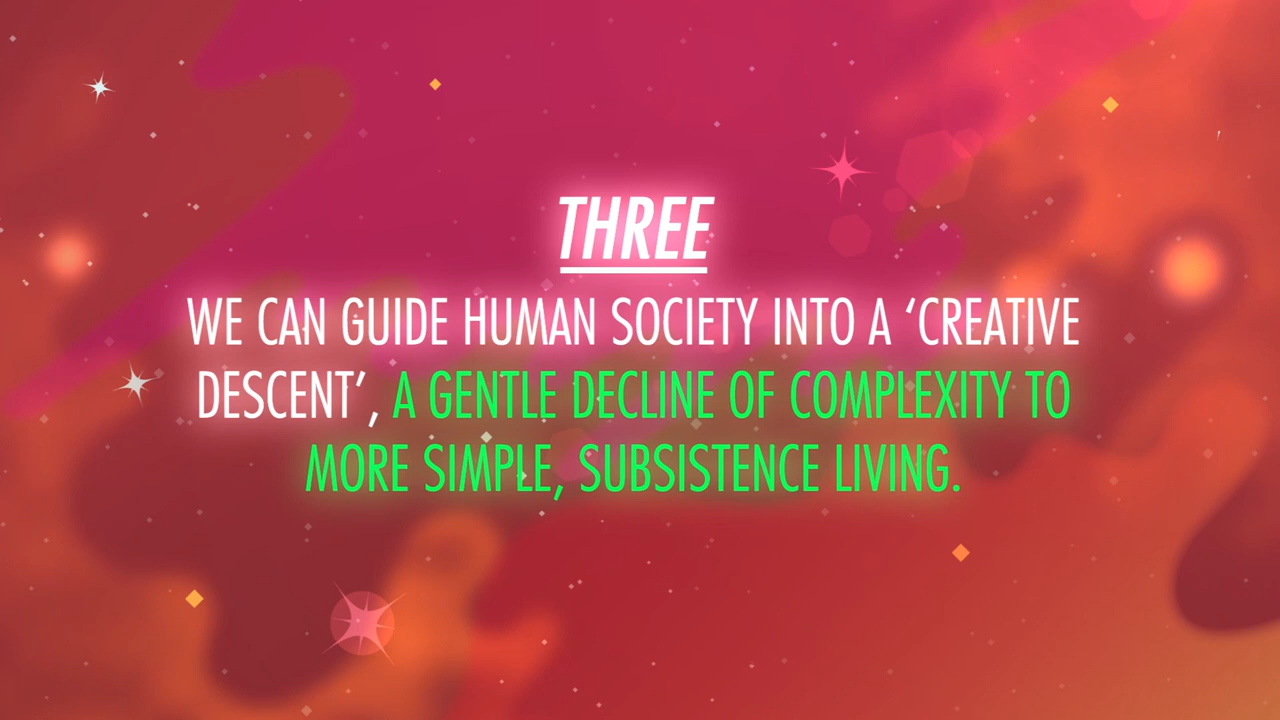 THREE
WE CAN GUIDE HUMAN SOCIETY INTO A ‘CREATIVE
DESCENT’, A GENTLE DECLINE OF COMPLEXITY TO
MORE SIMPLE, SUBSISTENCE LIVING.